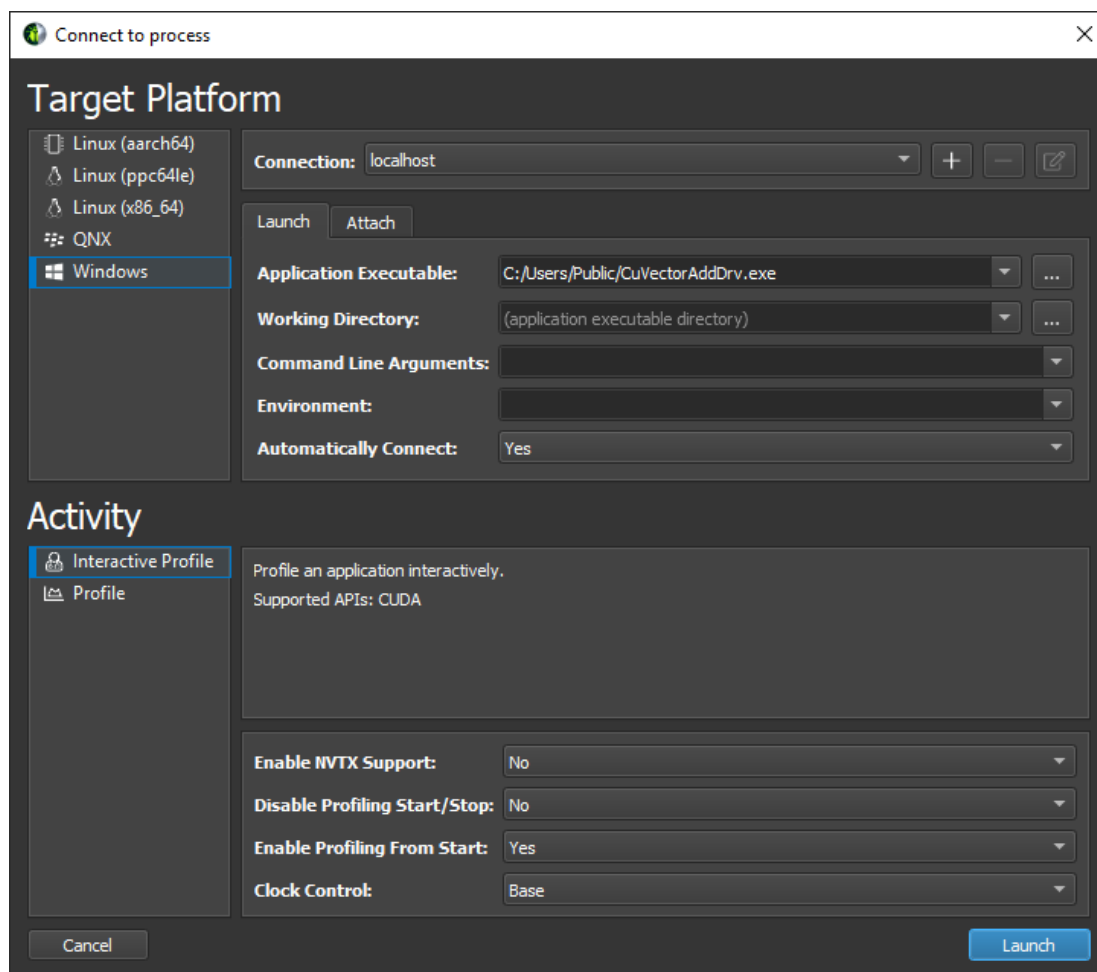 Connect to process
Target Platform
Linux (aarch64)
Linux (ppc64le)
Linux (x86_64)
QNX
Windows
Connection: localhost
Launch Attach
Application Executable: C:/Users/Public/CuVectorAddDrv.exe ...
Working Directory: (application executable directory) ...
Command Line Arguments:
Environment:
Automatically Connect: Yes
Activity
Interactive Profile
Profile
Profile an application interactively.
Supported APIs: CUDA
Enable NVTX Support: No
Disable Profiling Start/Stop: No
Enable Profiling From Start: Yes
Clock Control: Base
Cancel Launch